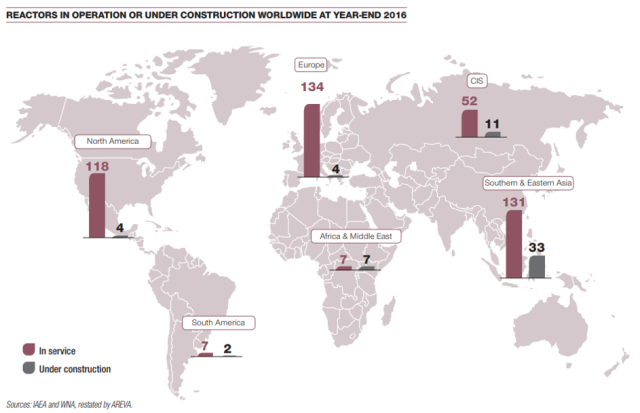 REACTORS IN OPERATION OR UNDER CONSTRUCTION WORLDWIDE AT YEAR-END 2016
Europe
134
4
CIS
52
11
North America
118
4
Southern & Eastern Asia
131
33
Africa & Middle East
7
7
South America
7
2
In service
Under construction
Sources: IAEA and WNA, restated by AREVA.